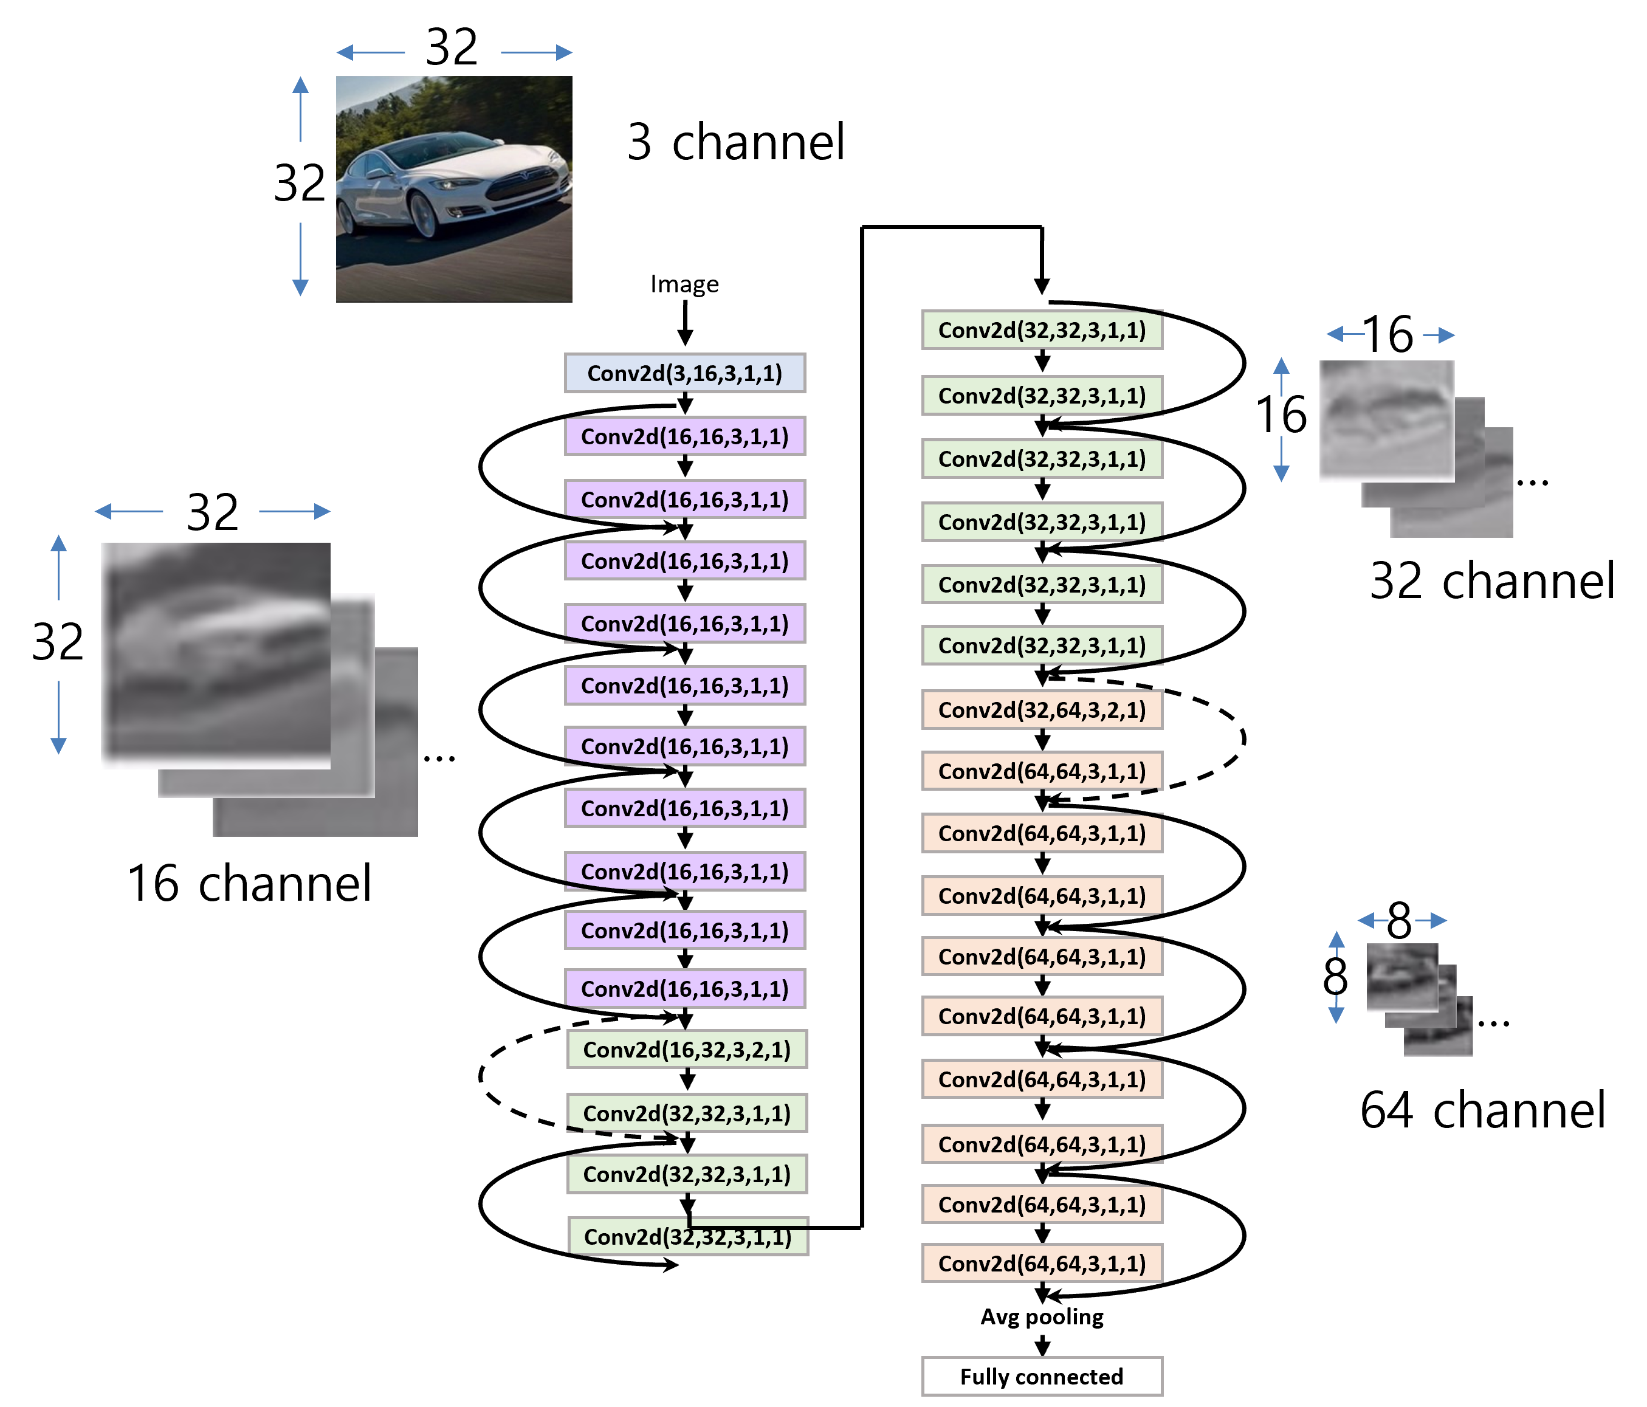 32
32
3 channel
Image
Conv2d(3,16,3,1,1)
Conv2d(16,16,3,1,1)
Conv2d(16,16,3,1,1)
Conv2d(16,16,3,1,1)
Conv2d(16,16,3,1,1)
Conv2d(16,16,3,1,1)
Conv2d(16,16,3,1,1)
Conv2d(16,16,3,1,1)
Conv2d(16,16,3,1,1)
Conv2d(16,16,3,1,1)
Conv2d(16,16,3,1,1)
Conv2d(16,32,3,2,1)
Conv2d(32,32,3,1,1)
Conv2d(32,32,3,1,1)
Conv2d(32,32,3,1,1)
32
32
...
16 channel
Conv2d(32,32,3,1,1)
Conv2d(32,32,3,1,1)
Conv2d(32,32,3,1,1)
Conv2d(32,32,3,1,1)
Conv2d(32,32,3,1,1)
Conv2d(32,32,3,1,1)
Conv2d(32,64,3,2,1)
Conv2d(64,64,3,1,1)
Conv2d(64,64,3,1,1)
Conv2d(64,64,3,1,1)
Conv2d(64,64,3,1,1)
Conv2d(64,64,3,1,1)
Conv2d(64,64,3,1,1)
Conv2d(64,64,3,1,1)
Conv2d(64,64,3,1,1)
Conv2d(64,64,3,1,1)
Avg pooling
Fully connected
16
16
...
32 channel
8
8
...
64 channel